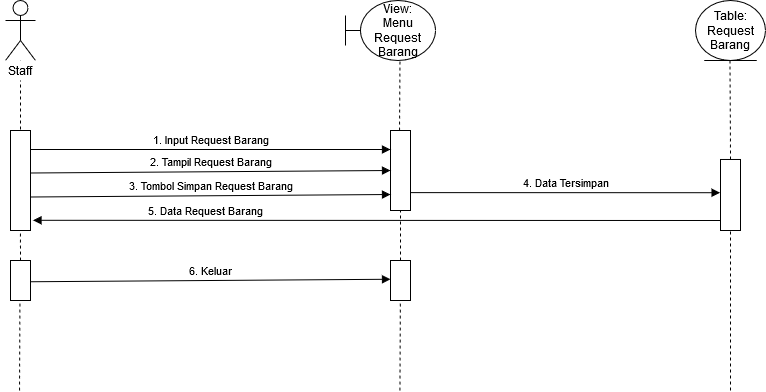 Staff
View:
Menu
Request
Barang
Table:
Request
Barang
1. Input Request Barang
2. Tampil Request Barang
3. Tombol Simpan Request Barang
4. Data Tersimpan
5. Data Request Barang
6. Keluar